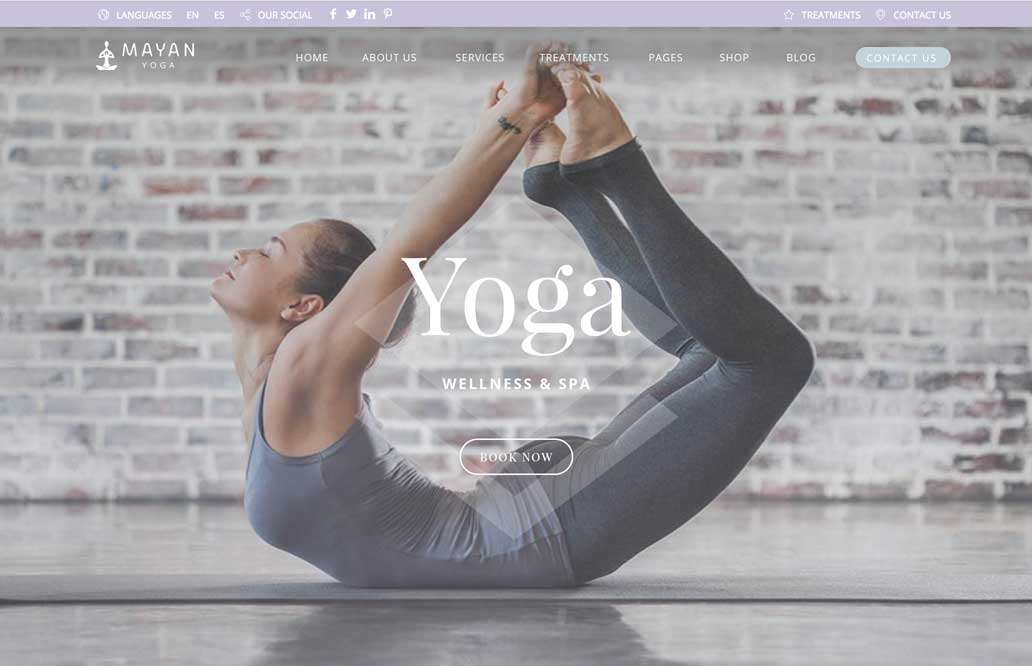 LANGUAGES EN ES OUR SOCIAL TREATMENTS CONTACT US
MAYAN
YOGA
HOME ABOUT US SERVICES TREATMENTS PAGES SHOP BLOG CONTACT US
Yoga
WELLNESS & SPA
BOOK NOW